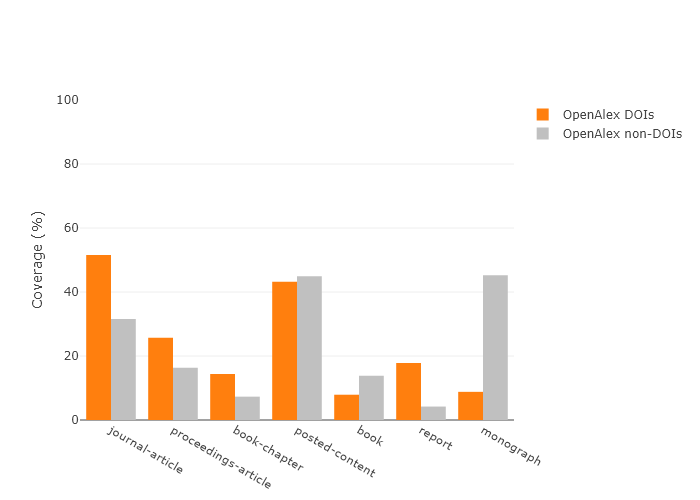 100
80
60
40
20
0
Coverage (%)
OpenAlex DOIs
OpenAlex non-DOIs
journal-article
proceedings-article
book-chapter
posted-content
book
report
monograph